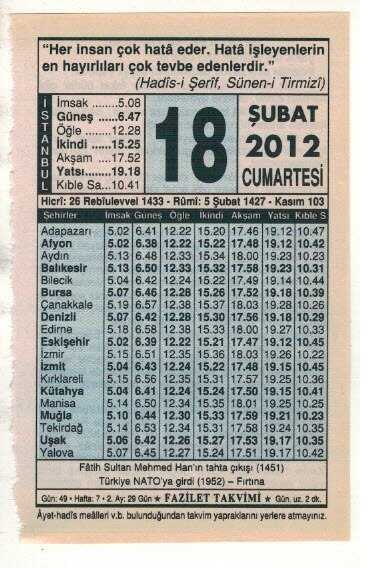 “Her insan çok hatâ eder. Hatâ işleyenlerin
en hayırlıları çok tevbe edenlerdir.”
(Hadîs-i Şerîf, Sünen-i Tirmizî)
İSTANBUL
İmsak ........5.08
Güneş ......6.47
Öğle ........12.28
İkindi .....15.25
Akşam ....17.52
Yatsı.......19.18
Kıble Sa...10.41
18
ŞUBAT
2012
CUMARTESİ
Hicrî: 26 Rebîulevvel 1433 - Rûmî: 5 Şubat 1427 - Kasım 103
Şehirler İmsak Güneş Öğle İkindi Akşam Yatsı Kıble S
Adapazarı 5.02 6.41 12.22 15.20 17.46 19.12 10.47
Afyon 5.02 6.38 12.22 15.22 17.48 19.12 10.42
Aydın 5.13 6.48 12.33 15.34 18.00 19.23 10.23
Balıkesir 5.13 6.50 12.33 15.32 17.58 19.23 10.31
Bilecik 5.04 6.42 12.24 15.22 17.49 19.14 10.44
Bursa 5.07 6.46 12.28 15.26 17.52 19.18 10.39
Çanakkale 5.19 6.57 12.38 15.37 18.03 19.28 10.26
Denizli 5.07 6.42 12.28 15.30 17.56 19.18 10.29
Edirne 5.18 6.58 12.38 15.33 18.00 19.27 10.33
Eskişehir 5.02 6.39 12.22 15.21 17.47 19.12 10.45
İzmir 5.15 6.51 12.35 15.36 18.03 19.26 10.22
İzmit 5.04 6.43 12.24 15.22 17.48 19.15 10.45
Kırklareli 5.15 6.56 12.35 15.31 17.57 19.25 10.36
Kütahya 5.04 6.41 12.24 15.24 17.50 19.15 10.41
Manisa 5.14 6.50 12.34 15.35 18.01 19.25 10.25
Muğla 5.10 6.44 12.30 15.33 17.59 19.21 10.23
Tekirdağ 5.14 6.53 12.34 15.31 17.57 19.24 10.35
Uşak 5.06 6.42 12.26 15.27 17.53 19.17 10.35
Yalova 5.07 6.45 12.27 15.24 17.51 19.17 10.42
Fâtih Sultan Mehmed Han'ın tahta çıkışı (1451)
Türkiye NATO'ya girdi (1952) – Fırtına
Gün: 49 • Hafta: 7 • 2. Ay: 29 Gün ★ FAZİLET TAKVİMİ ★ Gün. uz. 2 dk.
Âyet-hadîs meâlleri v.b. bulunduğundan takvim yapraklarını yerlere atmayınız.